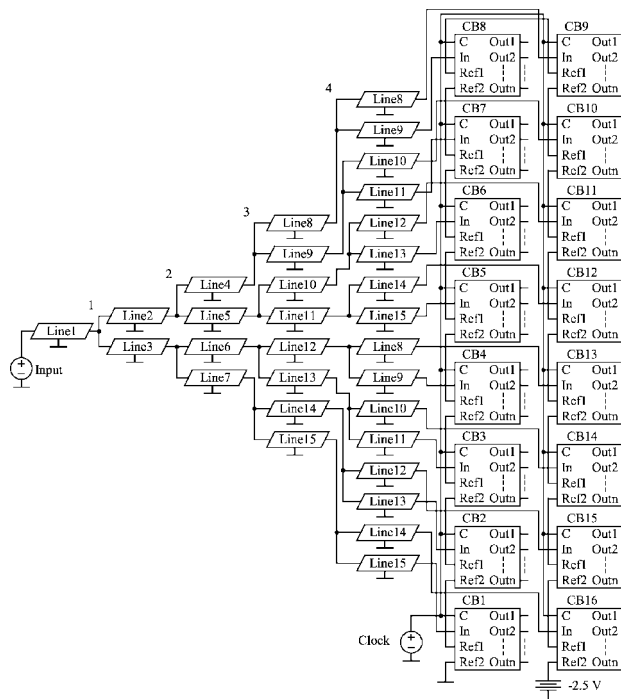 CB8 CB9
C Out1 C Out1
In Out2 In Out2
Ref1 Ref1
Ref2 Outn Ref2 Outn
4
Line8
Line9
CB7 CB10
C Out1 C Out1
In Out2 In Out2
Ref1 Ref1
Ref2 Outn Ref2 Outn
Line10
Line11
CB6 CB11
C Out1 C Out1
In Out2 In Out2
Ref1 Ref1
Ref2 Outn Ref2 Outn
3
Line8 Line12
Line9 Line13
CB5 CB12
C Out1 C Out1
In Out2 In Out2
Ref1 Ref1
Ref2 Outn Ref2 Outn
2
Line4 Line10 Line14
1
Line2 Line5 Line11 Line15
Line1
Line3 Line6 Line12 Line8
Input
Line7 Line13 Line9
CB4 CB13
C Out1 C Out1
In Out2 In Out2
Ref1 Ref1
Ref2 Outn Ref2 Outn
Line14 Line10
Line15 Line11
CB3 CB14
C Out1 C Out1
In Out2 In Out2
Ref1 Ref1
Ref2 Outn Ref2 Outn
Line12
Line13
CB2 CB15
C Out1 C Out1
In Out2 In Out2
Ref1 Ref1
Ref2 Outn Ref2 Outn
Line14
Line15
CB1 CB16
Clock
C Out1 C Out1
In Out2 In Out2
Ref1 Ref1
Ref2 Outn Ref2 Outn
-2.5 V